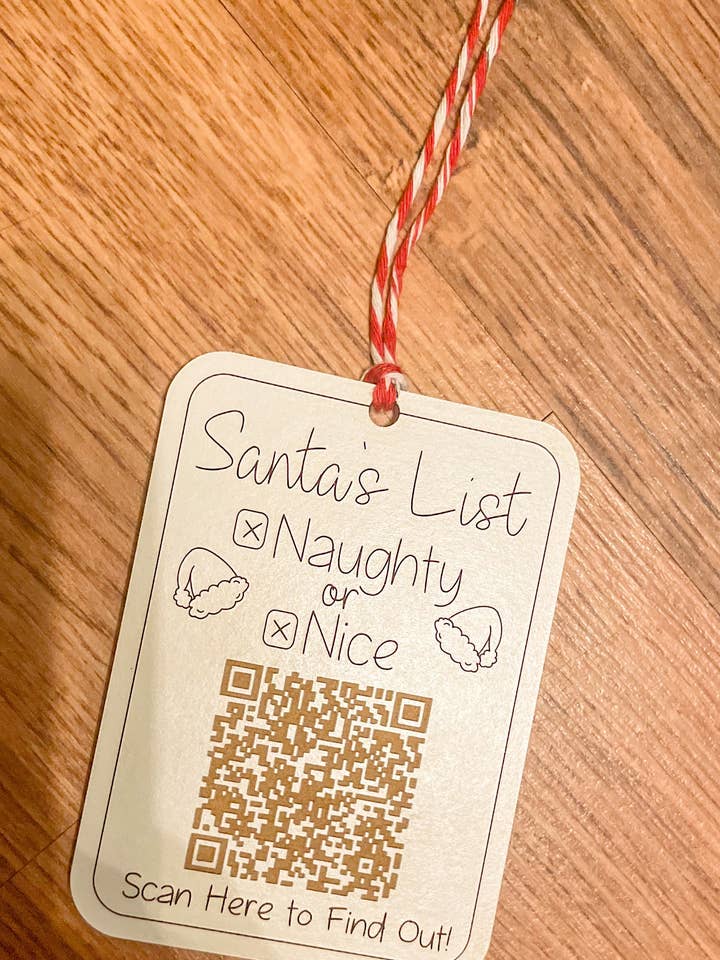 Santa's List
Naughty
or
Nice
Scan Here to Find Out!